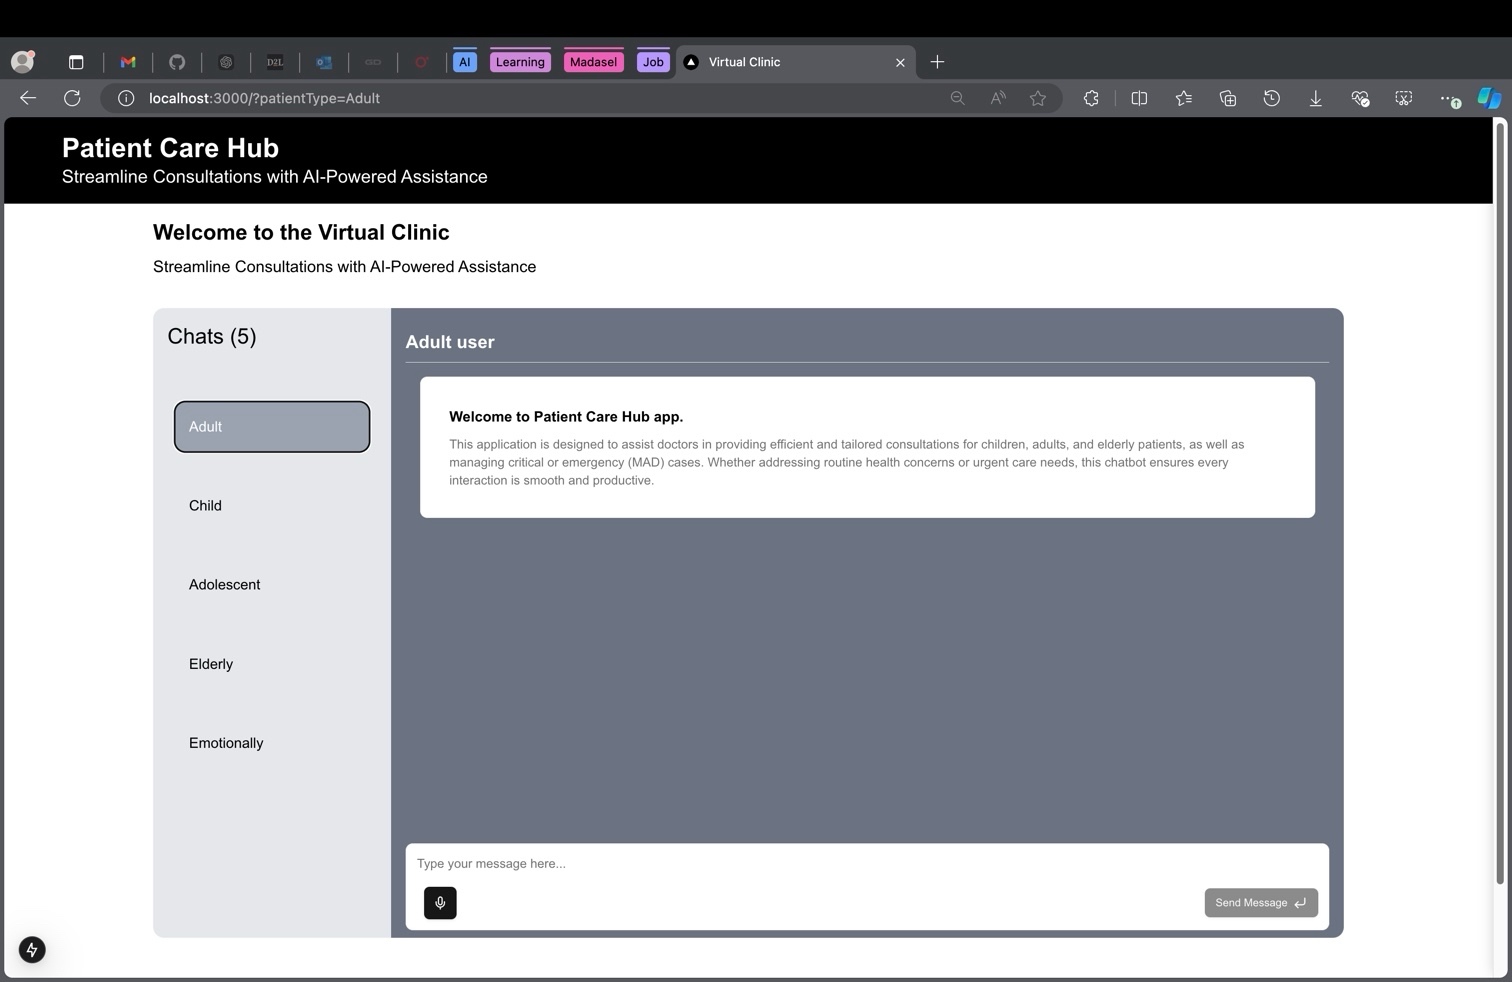 D2L
AI
Learning
Madasel
Job
Virtual Clinic
localhost:3000/?patientType=Adult
Patient Care Hub
Streamline Consultations with AI-Powered Assistance
Welcome to the Virtual Clinic
Streamline Consultations with AI-Powered Assistance
Chats (5)
Adult
Child
Adolescent
Elderly
Emotionally
Adult user
Welcome to Patient Care Hub app.
This application is designed to assist doctors in providing efficient and tailored consultations for children, adults, and elderly patients, as well as
managing critical or emergency (MAD) cases. Whether addressing routine health concerns or urgent care needs, this chatbot ensures every
interaction is smooth and productive.
Type your message here...
Send Message